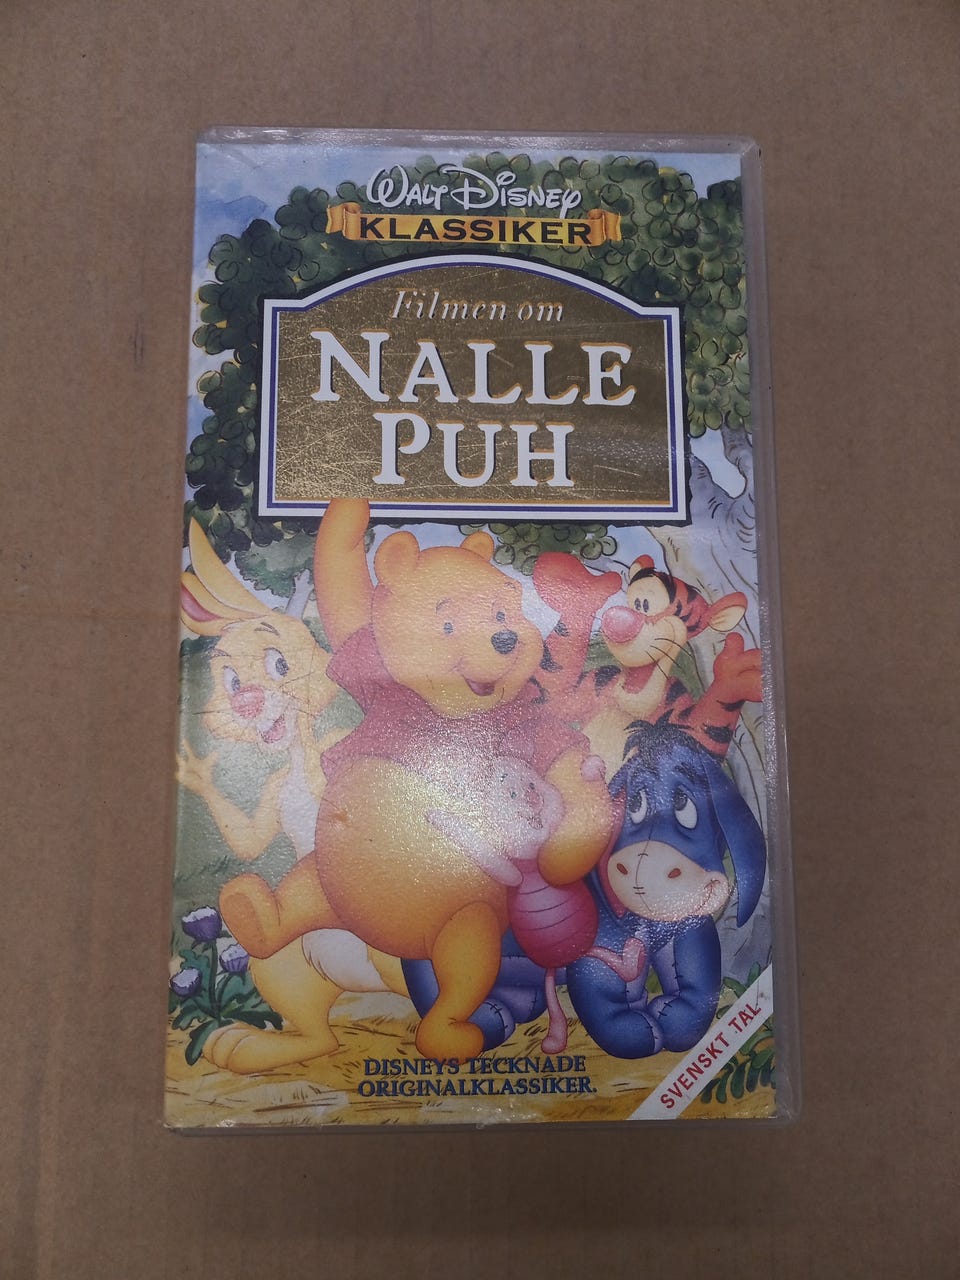 WALT DISNEY
KLASSIKER
Filmen om
NALLE
PUH
DISNEYS TECKNADE
ORIGINALKLASSIKER.
SVENSKT TAL